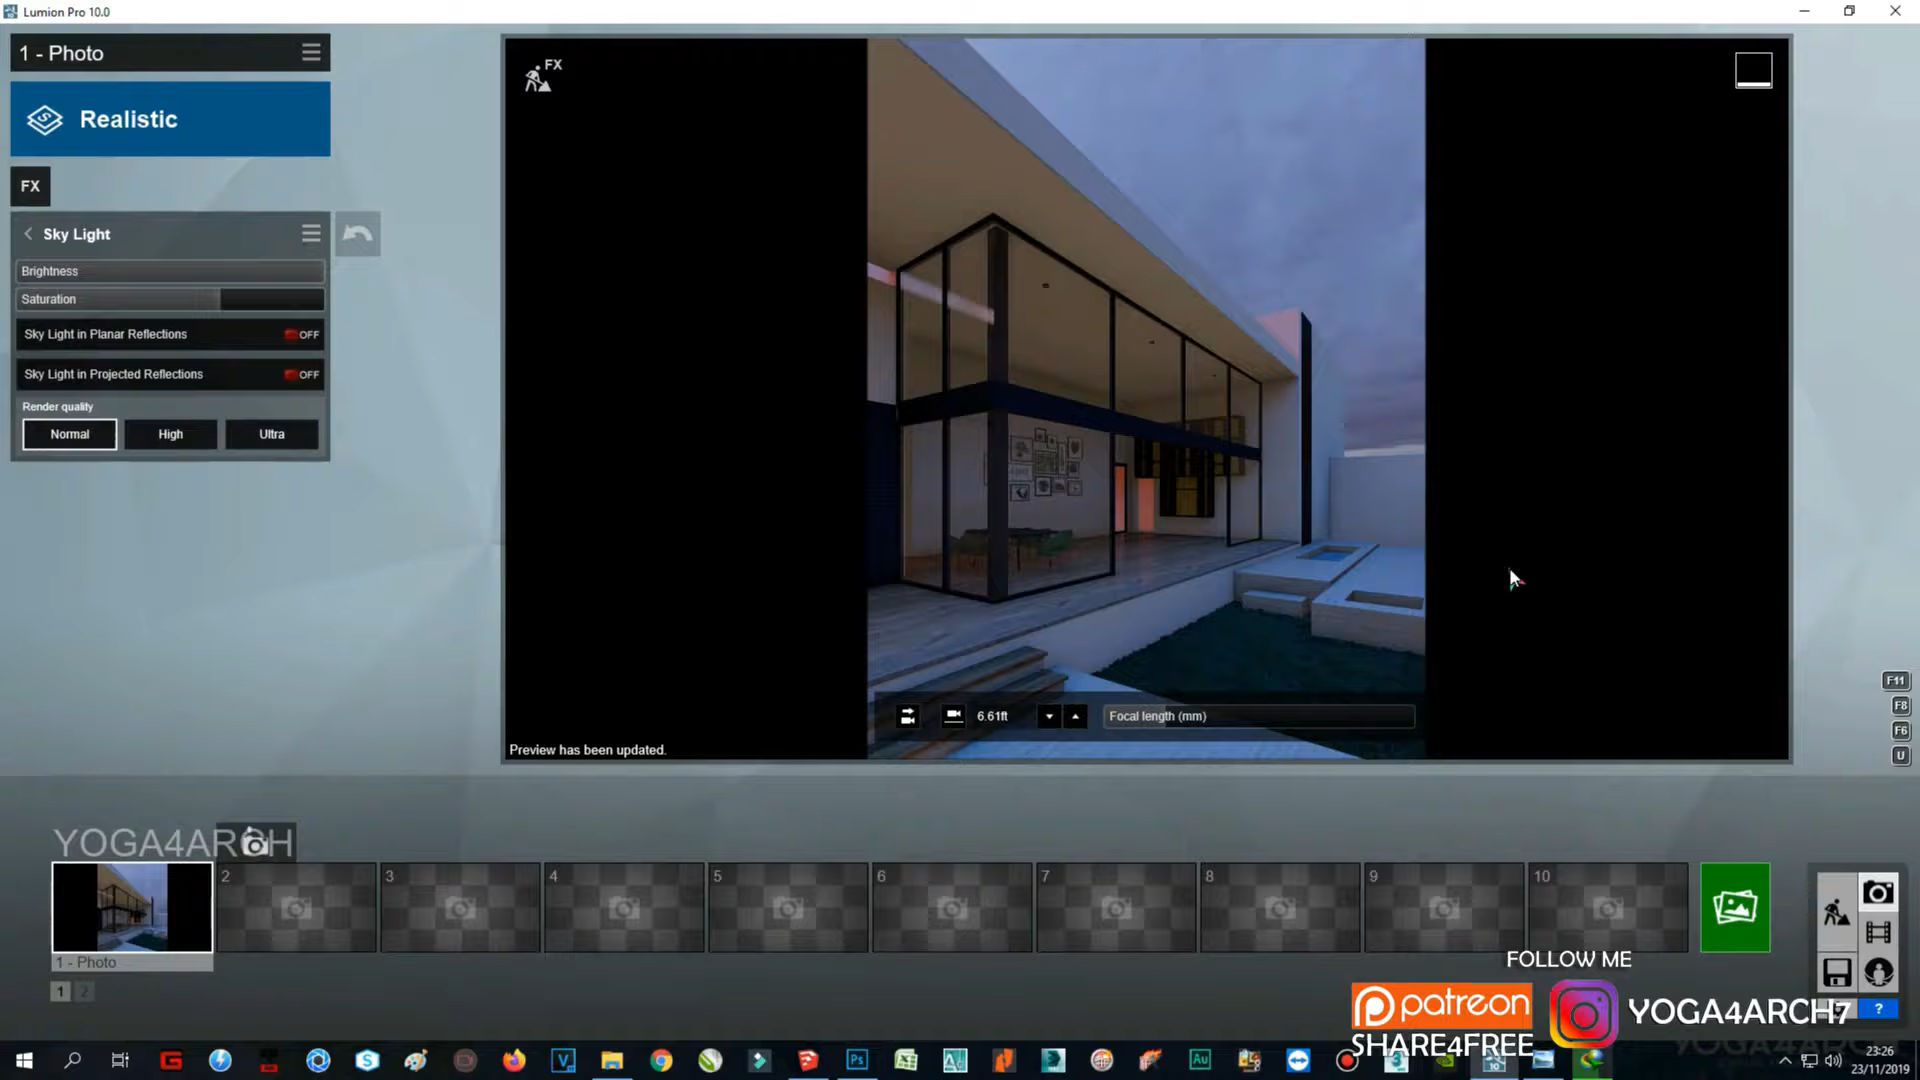 Lumion Pro 10.0
1 - Photo
Realistic
FX
Sky Light
Brightness
Saturation
Sky Light in Planar Reflections OFF
Sky Light in Projected Reflections OFF
Render quality
Normal High Ultra
FX
6.61ft Focal length (mm)
Preview has been updated.
F11
F8
F6
U
YOGA4ARCH
2 3 4 5 6 7 8 9 10
1 - Photo
1 2
FOLLOW ME
patreon
YOGA4ARCH7
?
SHARE4FREE
23:26
23/11/2019